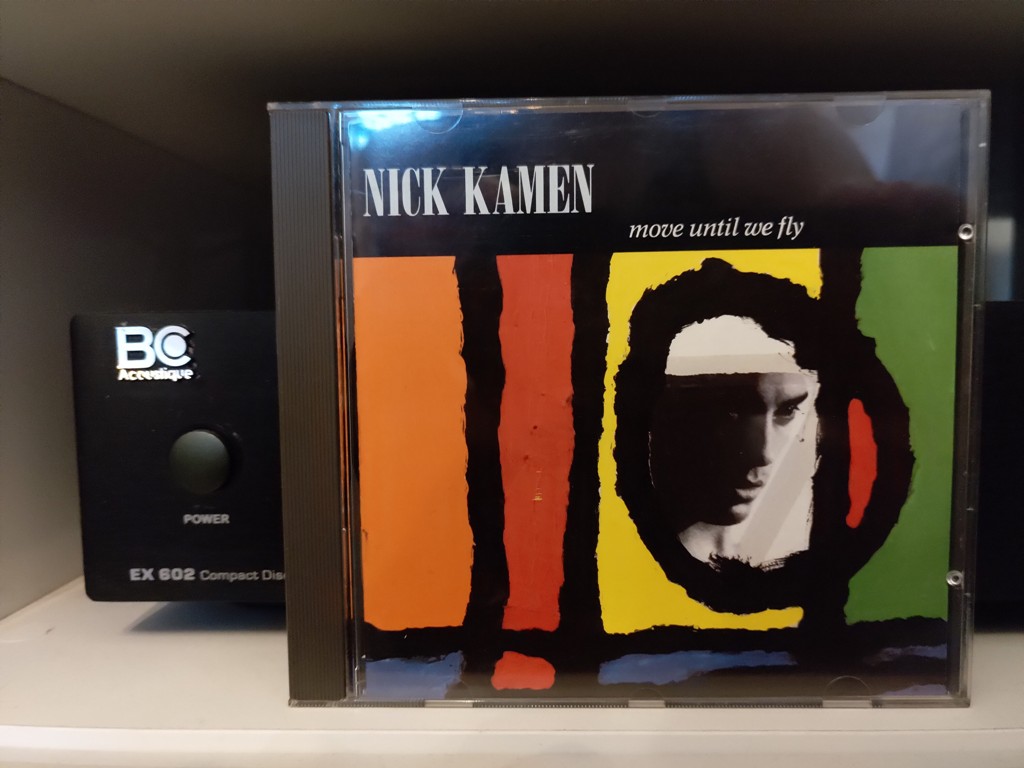 NICK KAMEN
move until we fly
BC
Acoustique
POWER
EX 602 Compact Disc